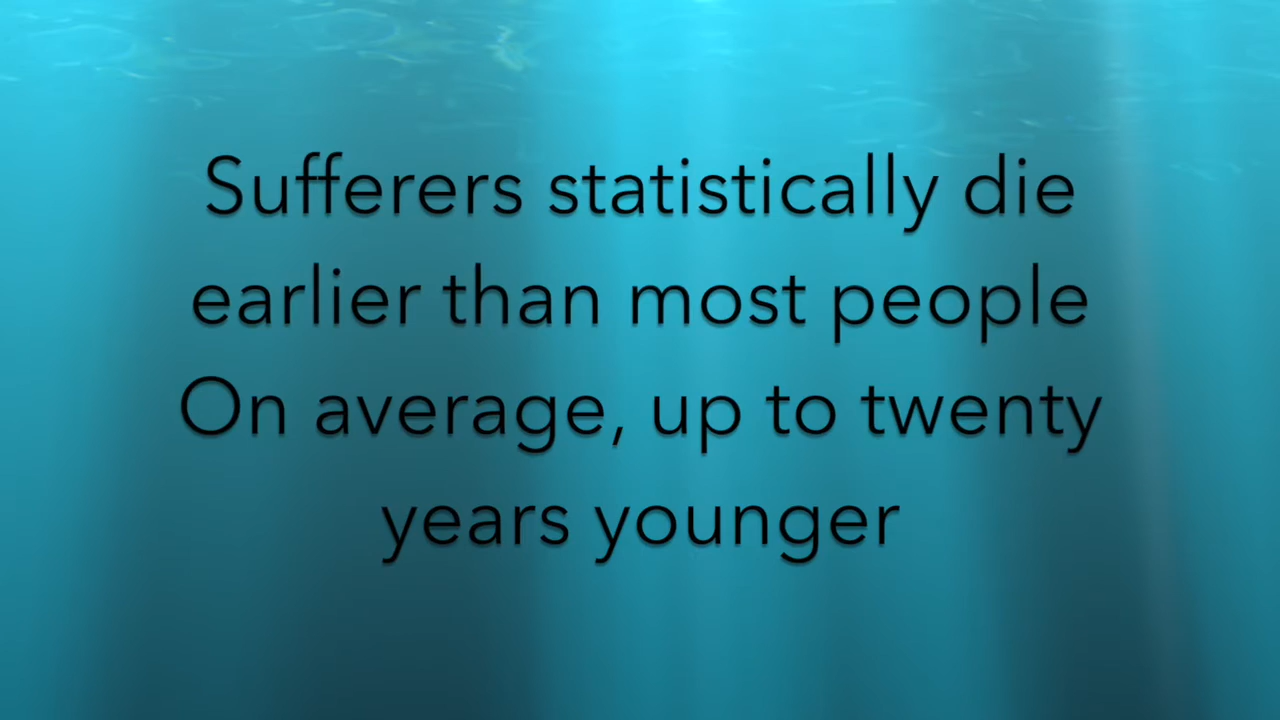 Sufferers statistically die
earlier than most people
On average, up to twenty
years younger